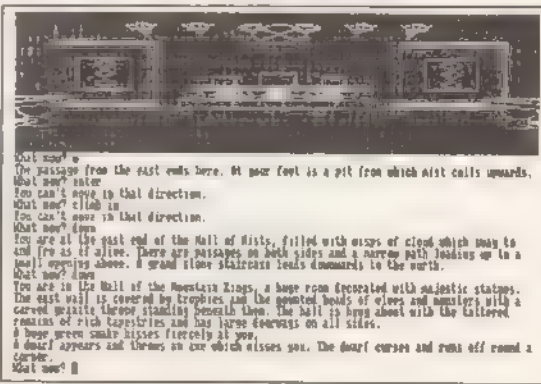 What now? w
The passage from the east ends here. At your feet is a pit from which mist coils upwards.
What now? enter
You can't move in that direction.
What now? climb in
You can't move in that direction.
What now? down
You are at the east end of the Hall of Mists, filled with wisps of cloud which sway to
and fro as if alive. There are passages on both sides and a narrow path leading up to a
small opening above. A grand stone staircase leads downwards to the north.
What now? down
You are in the Hall of the Mountain Kings, a huge room decorated with majestic statues.
The east wall is covered by trophies and the mounted heads of elves and monsters with a
carved granite throne standing beneath them. The hall is hung about with the tattered
remains of rich tapestries and has large doorways on all sides.
A huge green snake hisses fiercely at you.
A dwarf appears and throws an axe which misses you. The dwarf curses and runs off round a
corner.
What now?